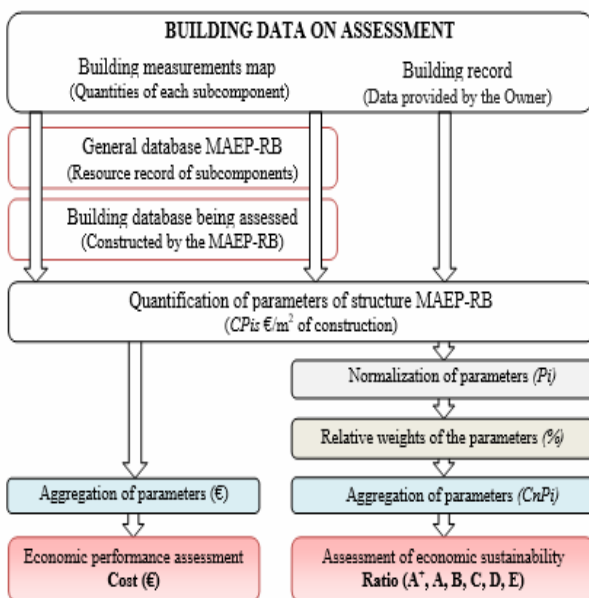 BUILDING DATA ON ASSESSMENT
Building measurements map
(Quantities of each subcomponent)
Building record
(Data provided by the Owner)
General database MAEP-RB
(Resource record of subcomponents)
Building database being assessed
(Constructed by the MAEP-RB)
Quantification of parameters of structure MAEP-RB
(CPis €/m² of construction)
Normalization of parameters (Pi)
Relative weights of the parameters (%)
Aggregation of parameters (€)
Aggregation of parameters (CnPi)
Economic performance assessment
Cost (€)
Assessment of economic sustainability
Ratio (A⁺, A, B, C, D, E)